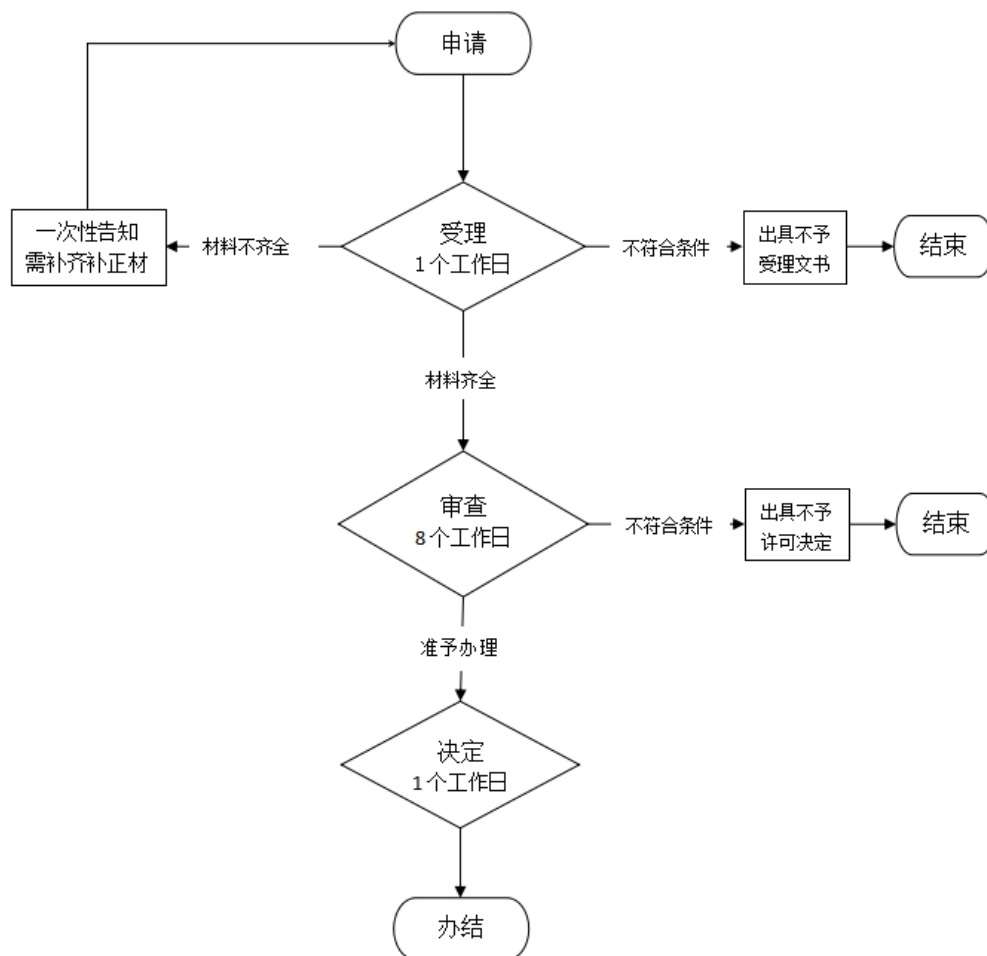 申请
一次性告知
需补齐补正材
材料不齐全
受理
1个工作日
不符合条件
出具不予
受理文书
结束
材料齐全
审查
8个工作日
不符合条件
出具不予
许可决定
结束
准予办理
决定
1个工作日
办结